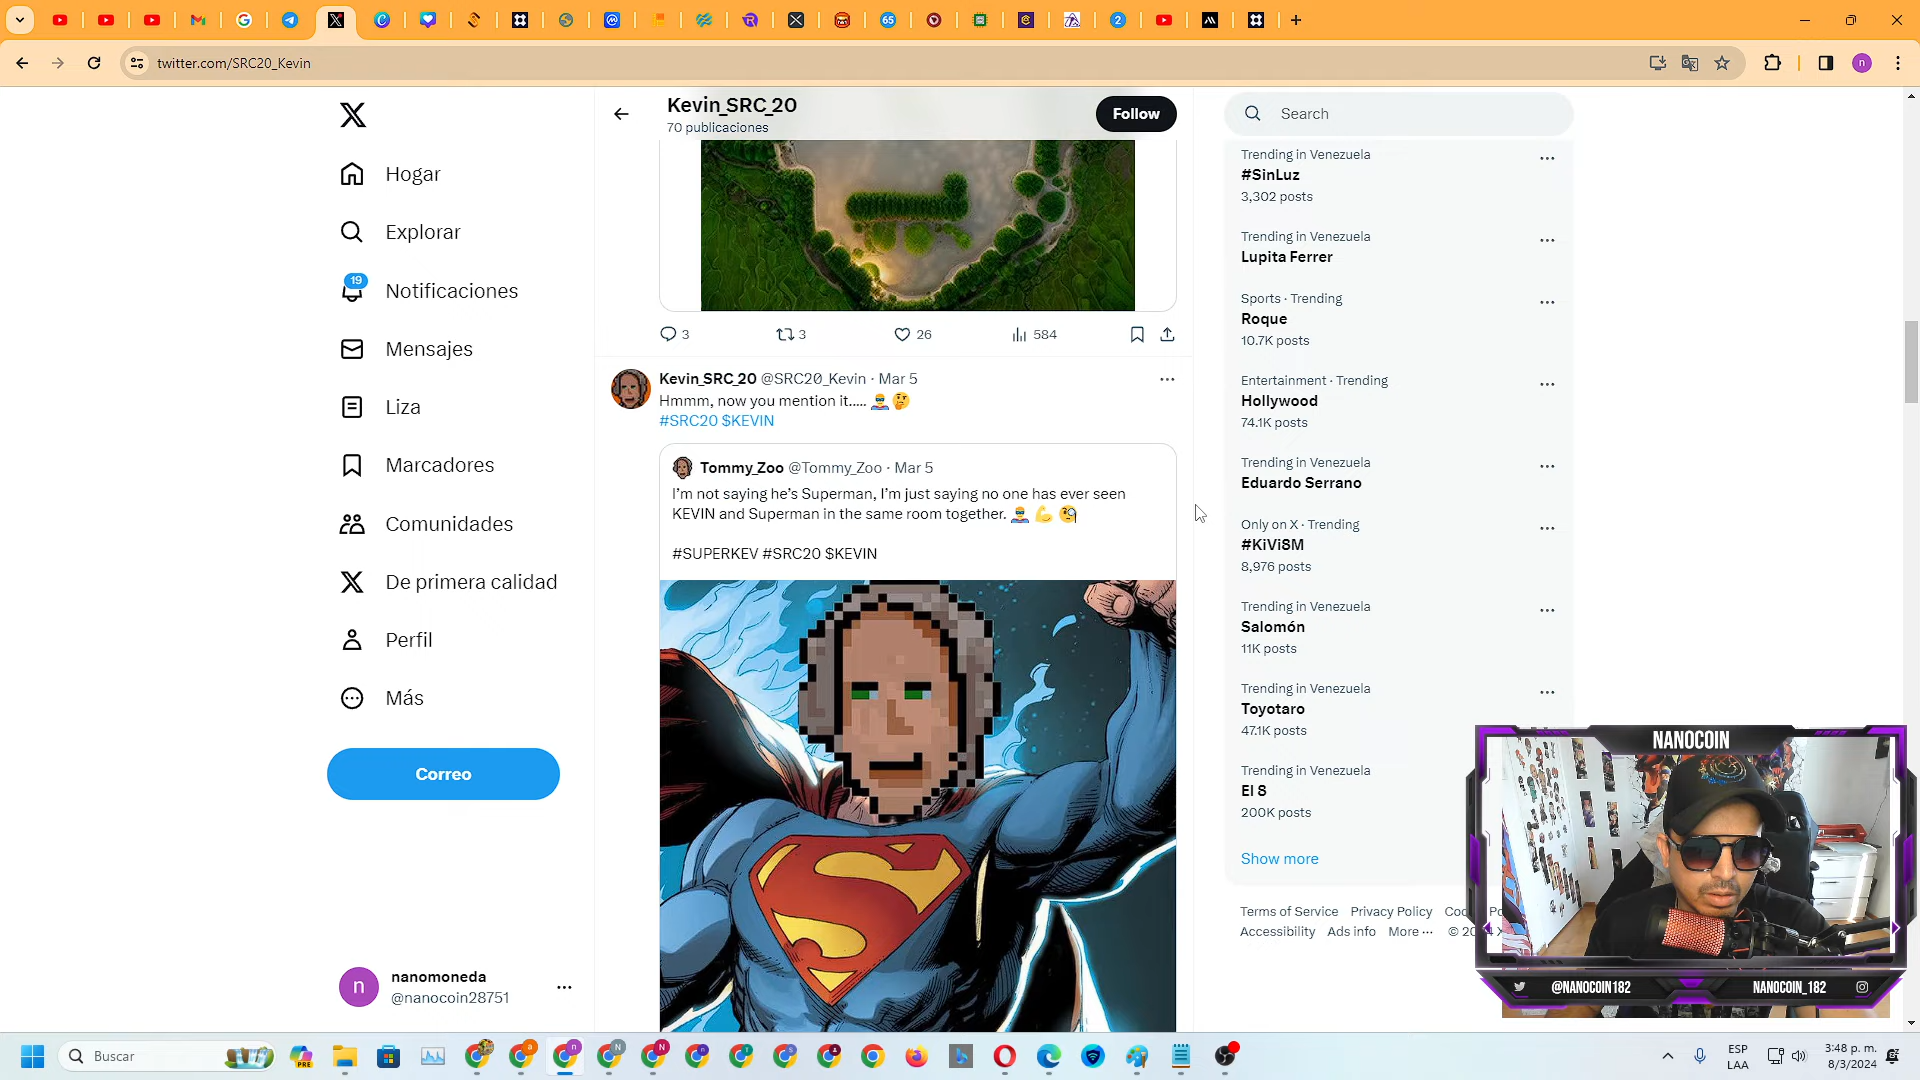 twitter.com/SRC20_Kevin
Hogar
Explorar
19
Notificaciones
Mensajes
Liza
Marcadores
Comunidades
De primera calidad
Perfil
Más
Correo
n
nanomoneda
@nanocoin28751
Kevin_SRC_20
70 publicaciones
Follow
3
3
26
584
Kevin_SRC_20 @SRC20_Kevin · Mar 5
Hmmm, now you mention it.....
#SRC20 $KEVIN
Tommy_Zoo @Tommy_Zoo · Mar 5
I'm not saying he's Superman, I'm just saying no one has ever seen
KEVIN and Superman in the same room together.
#SUPERKEV #SRC20 $KEVIN
Search
Trending in Venezuela
#SinLuz
3,302 posts
Trending in Venezuela
Lupita Ferrer
Sports · Trending
Roque
10.7K posts
Entertainment · Trending
Hollywood
74.1K posts
Trending in Venezuela
Eduardo Serrano
Only on X · Trending
#KiViSM
8,976 posts
Trending in Venezuela
Salomón
11K posts
Trending in Venezuela
Toyotaro
47.1K posts
Trending in Venezuela
El 8
200K posts
Show more
Terms of Service Privacy Policy
Accessibility Ads info More ···
NANOCOIN
@NANOCOIN182
NANOCOIN_182
Buscar
PRE
ESP
LAA
3:48 p. m.
8/3/2024